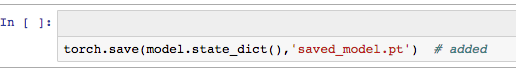 In [ ]:
torch.save(model.state_dict(),'saved_model.pt')  # added